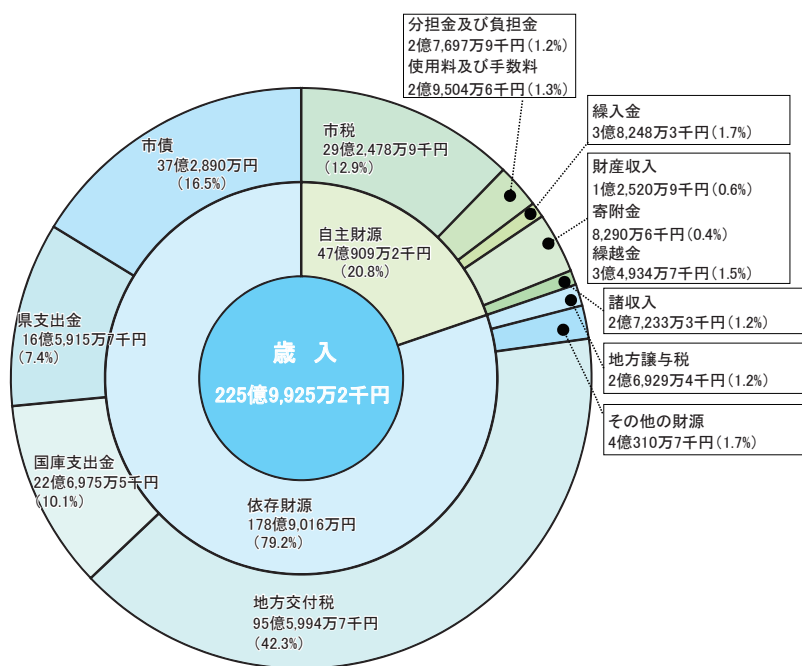 分担金及び負担金
2億7,697万9千円(1.2%)
使用料及び手数料
2億9,504万6千円(1.3%)
繰入金
3億8,248万3千円(1.7%)
財産収入
1億2,520万9千円(0.6%)
寄附金
8,290万6千円(0.4%)
繰越金
3億4,934万7千円(1.5%)
諸収入
2億7,233万3千円(1.2%)
地方譲与税
2億6,929万4千円(1.2%)
その他の財源
4億310万7千円(1.7%)
市税
29億2,478万9千円
(12.9%)
市債
37億2,890万円
(16.5%)
自主財源
47億909万2千円
(20.8%)
県支出金
16億5,915万7千円
(7.4%)
歳 入
225億9,925万2千円
国庫支出金
22億6,975万5千円
(10.1%)
依存財源
178億9,016万円
(79.2%)
地方交付税
95億5,994万7千円
(42.3%)